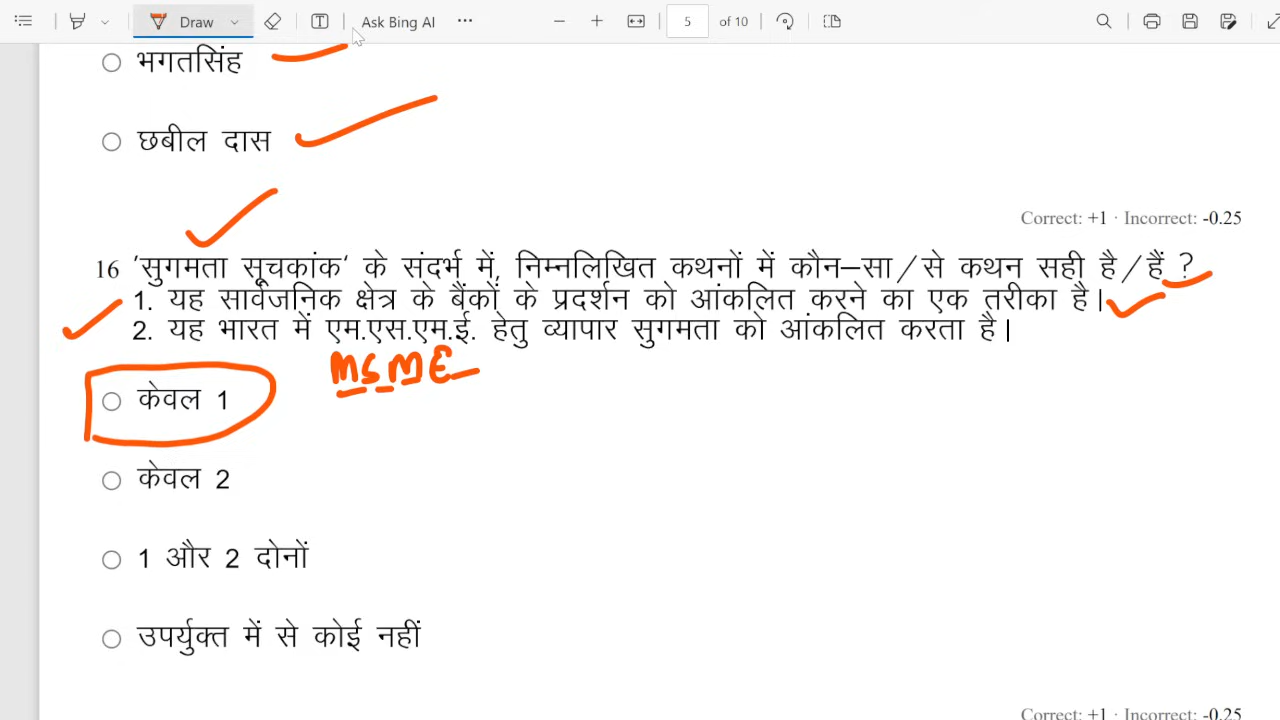 Draw
Ask Bing AI
5 of 10
भगतसिंह
छबील दास
Correct: +1 · Incorrect: -0.25
16 'सुगमता सूचकांक' के संदर्भ में, निम्नलिखित कथनों में कौन–सा/से कथन सही है/हैं ?
1. यह सार्वजनिक क्षेत्र के बैंकों के प्रदर्शन को आंकलित करने का एक तरीका है।
2. यह भारत में एम.एस.एम.ई. हेतु व्यापार सुगमता को आंकलित करता है।
MSME
केवल 1
केवल 2
1 और 2 दोनों
उपर्युक्त में से कोई नहीं
Correct: +1 · Incorrect: -0.25